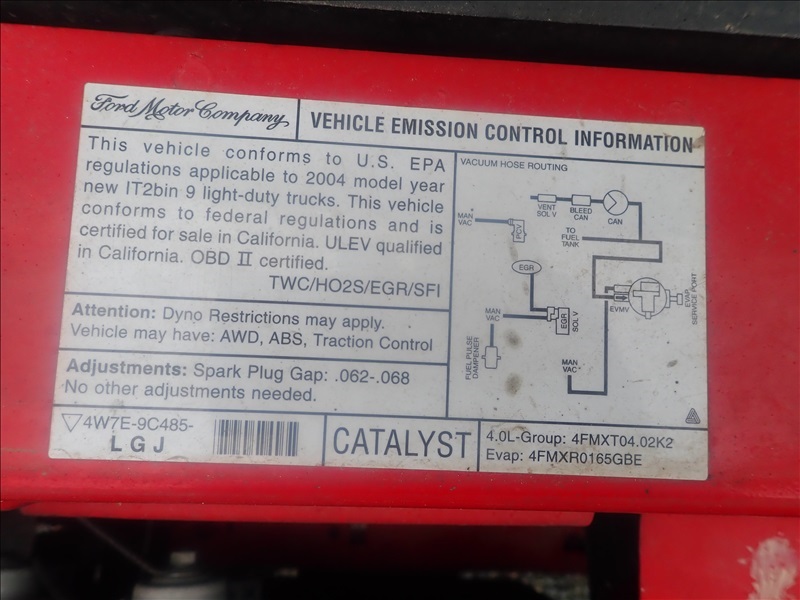 Ford Motor Company
VEHICLE EMISSION CONTROL INFORMATION
This vehicle conforms to U.S. EPA
regulations applicable to 2004 model year
new IT2bin 9 light-duty trucks. This vehicle
conforms to federal regulations and is
certified for sale in California. ULEV qualified
in California. OBD II certified.
TWC/HO2S/EGR/SFI
Attention: Dyno Restrictions may apply.
Vehicle may have: AWD, ABS, Traction Control
Adjustments: Spark Plug Gap: .062-.068
No other adjustments needed.
VACUUM HOSE ROUTING
MAN
VAC
PCV
VENT
SOL V
BLEED
CAN
CAN
TO
FUEL
TANK
EGR
MAN
VAC
EGR
SOL V
EVMV
EVAP
SERVICE PORT
FUEL PULSE
DAMPENER
MAN
VAC
4W7E-9C485-
LGJ
CATALYST
4.0L-Group: 4FMXT04.02K2
Evap: 4FMXR0165GBE